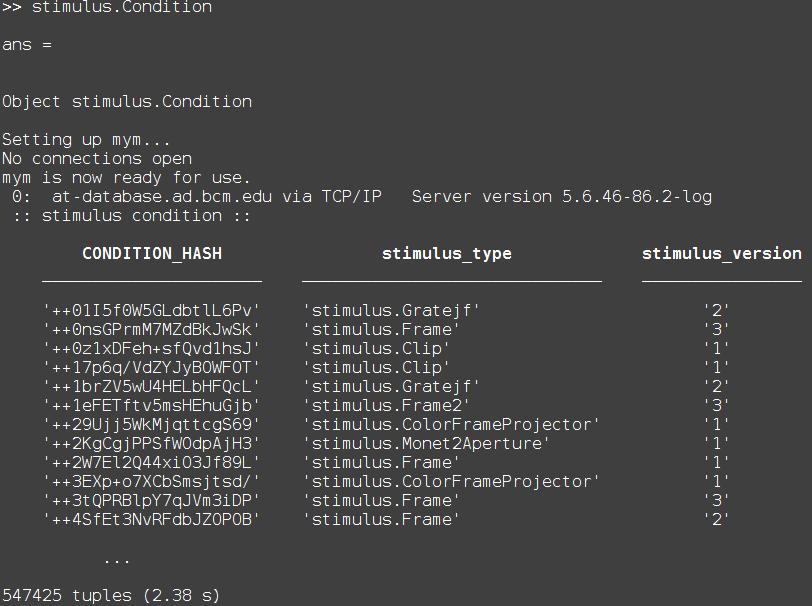 >> stimulus.Condition
ans =
Object stimulus.Condition
Setting up mym...
No connections open
mym is now ready for use.
0: at-database.ad.bcm.edu via TCP/IP Server version 5.6.46-86.2-log
:: stimulus condition ::
CONDITION_HASH stimulus_type stimulus_version
'++01I5f0W5GLdbtlL6Pv' 'stimulus.Gratejf' '2'
'++0nsGPrmM7MZdBkJwSk' 'stimulus.Frame' '3'
'++0z1xDFeh+sfQvd1hsJ' 'stimulus.Clip' '1'
'++17p6q/VdZYJyBOWFOT' 'stimulus.Clip' '1'
'++1brZV5wU4HELbHFQcL' 'stimulus.Gratejf' '2'
'++1eFETftv5msHEhuGjb' 'stimulus.Frame2' '3'
'++29Ujj5WkMjqttcgS69' 'stimulus.ColorFrameProjector' '1'
'++2KgCgjPPSfWOdpAjH3' 'stimulus.Monet2Aperture' '1'
'++2W7El2Q44xiO3Jf89L' 'stimulus.Frame' '1'
'++3EXp+o7XCbSmsjtsd/' 'stimulus.ColorFrameProjector' '1'
'++3tQPRBlpY7qJVm3iDP' 'stimulus.Frame' '3'
'++4SfEt3NvRFdbJZOPOB' 'stimulus.Frame' '2'
...
547425 tuples (2.38 s)